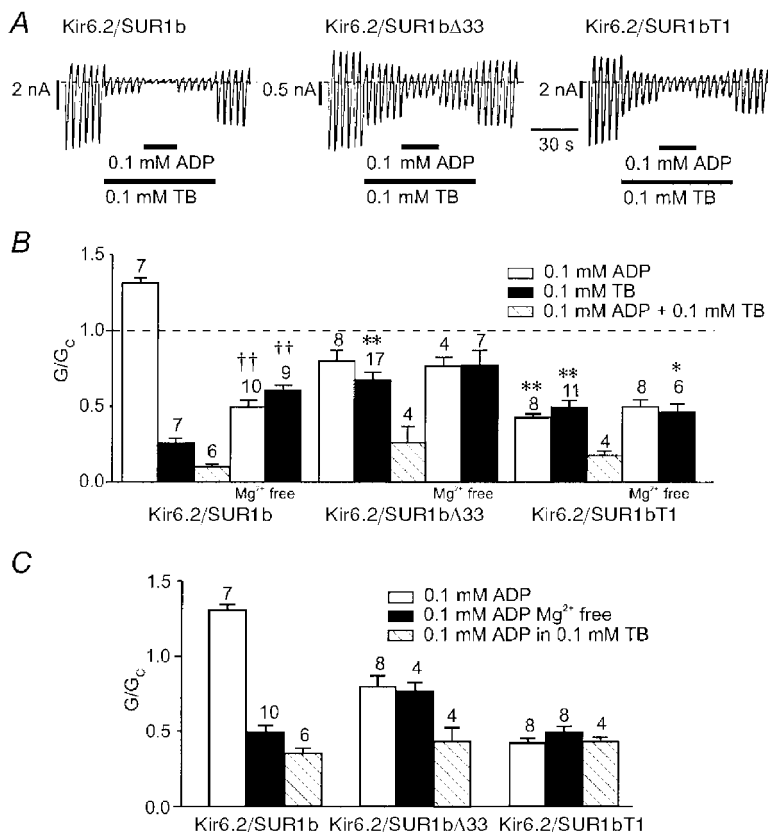 A
Kir6.2/SUR1b
Kir6.2/SUR1bΔ33
Kir6.2/SUR1bT1
2 nA
0.5 nA
2 nA
30 s
0.1 mM ADP
0.1 mM ADP
0.1 mM ADP
0.1 mM TB
0.1 mM TB
0.1 mM TB
B
1.5
1.0
0.5
0.0
G/GC
0.1 mM ADP
0.1 mM TB
0.1 mM ADP + 0.1 mM TB
7
7
6
††
10
††
9
8
**
17
4
4
7
**
8
**
11
4
8
*
6
Mg²⁺ free
Mg²⁺ free
Mg²⁺ free
Kir6.2/SUR1b
Kir6.2/SUR1bΔ33
Kir6.2/SUR1bT1
C
1.5
1.0
0.5
0.0
G/GC
0.1 mM ADP
0.1 mM ADP Mg²⁺ free
0.1 mM ADP in 0.1 mM TB
7
10
6
8
4
4
8
8
4
Kir6.2/SUR1b
Kir6.2/SUR1bΔ33
Kir6.2/SUR1bT1